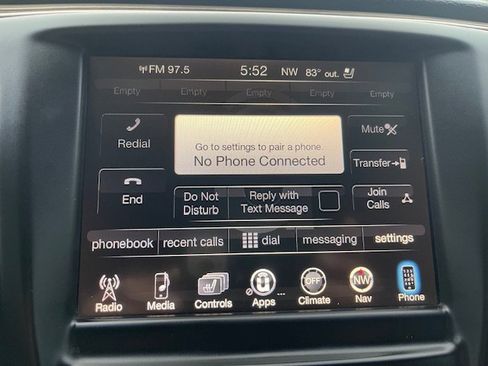 FM 97.5 5:52 NW 83° out.
Empty Empty Empty Empty Empty
Redial
Go to settings to pair a phone.
No Phone Connected
Mute
Transfer
End
Do Not
Disturb
Reply with
Text Message
Join
Calls
phonebook recent calls dial messaging settings
OFF NW
Radio Media Controls Apps ... Climate Nav Phone